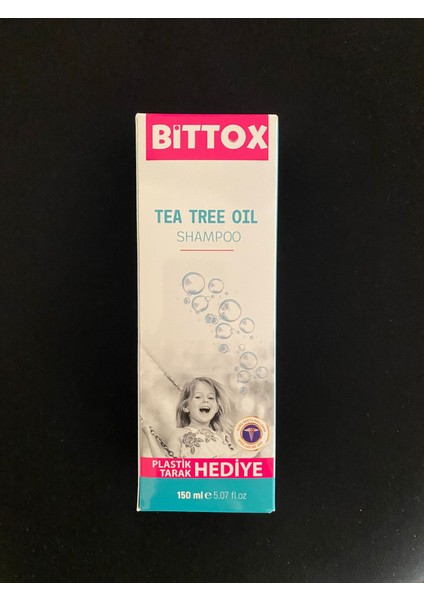 BiTTOX
TEA TREE OIL
SHAMPOO
PLASTİK
TARAK HEDİYE
150 ml ℮ 5.07 fl.oz